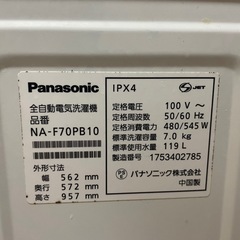 Panasonic
全自動電気洗濯機
品番
NA-F70PB10
外形寸法
幅 562 mm
奥行 572 mm
高さ 957 mm
IPX4
JET
定格電圧 100 V ～
定格周波数 50/60 Hz
定格消費電力 480/545 W
標準洗濯容量 7.0 kg
標準使用水量 119 L
製造番号 1753402785
パナソニック株式会社
中国製